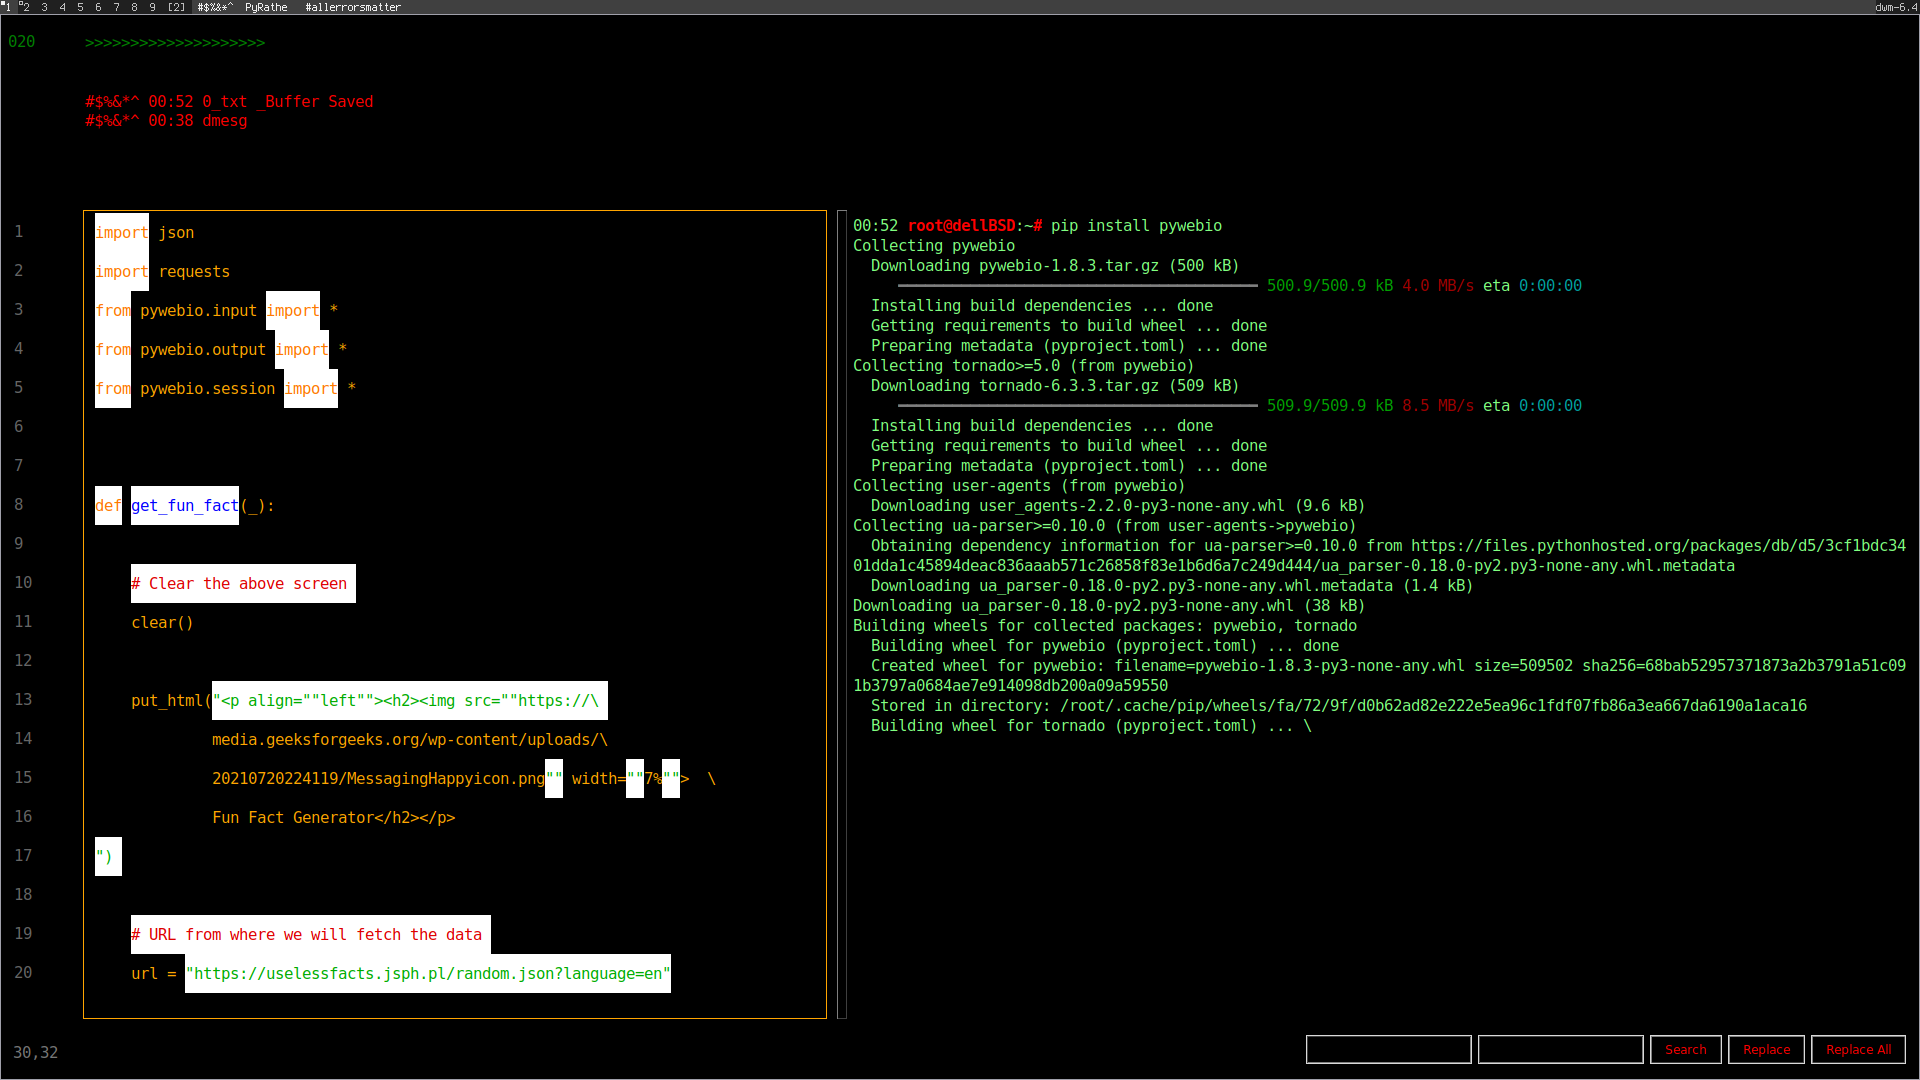 1 2 3 4 5 6 7 8 9 [2] #$%&*^ PyRathe #allerrorsmatter dwm-6.4
020 >>>>>>>>>>>>>>>>>>>>
#$%&*^ 00:52 0_txt _Buffer Saved
#$%&*^ 00:38 dmesg
1 import json
2 import requests
3 from pywebio.input import *
4 from pywebio.output import *
5 from pywebio.session import *
6
7
8 def get_fun_fact(_):
9
10 # Clear the above screen
11 clear()
12
13 put_html("<p align=""left""><h2><img src=""https://\
14 media.geeksforgeeks.org/wp-content/uploads/\
15 20210720224119/MessagingHappyicon.png"" width=""7%"">  \
16 Fun Fact Generator</h2></p>
17 ")
18
19 # URL from where we will fetch the data
20 url = "https://uselessfacts.jsph.pl/random.json?language=en"
00:52 root@dellBSD:~# pip install pywebio
Collecting pywebio
Downloading pywebio-1.8.3.tar.gz (500 kB)
500.9/500.9 kB 4.0 MB/s eta 0:00:00
Installing build dependencies ... done
Getting requirements to build wheel ... done
Preparing metadata (pyproject.toml) ... done
Collecting tornado>=5.0 (from pywebio)
Downloading tornado-6.3.3.tar.gz (509 kB)
509.9/509.9 kB 8.5 MB/s eta 0:00:00
Installing build dependencies ... done
Getting requirements to build wheel ... done
Preparing metadata (pyproject.toml) ... done
Collecting user-agents (from pywebio)
Downloading user_agents-2.2.0-py3-none-any.whl (9.6 kB)
Collecting ua-parser>=0.10.0 (from user-agents->pywebio)
Obtaining dependency information for ua-parser>=0.10.0 from https://files.pythonhosted.org/packages/db/d5/3cf1bdc34
01dda1c45894deac836aaab571c26858f83e1b6d6a7c249d444/ua_parser-0.18.0-py2.py3-none-any.whl.metadata
Downloading ua_parser-0.18.0-py2.py3-none-any.whl.metadata (1.4 kB)
Downloading ua_parser-0.18.0-py2.py3-none-any.whl (38 kB)
Building wheels for collected packages: pywebio, tornado
Building wheel for pywebio (pyproject.toml) ... done
Created wheel for pywebio: filename=pywebio-1.8.3-py3-none-any.whl size=509502 sha256=68bab52957371873a2b3791a51c09
1b3797a0684ae7e914098db200a09a59550
Stored in directory: /root/.cache/pip/wheels/fa/72/9f/d0b62ad82e222e5ea96c1fdf07fb86a3ea667da6190a1aca16
Building wheel for tornado (pyproject.toml) ... \
30,32
Search Replace Replace All